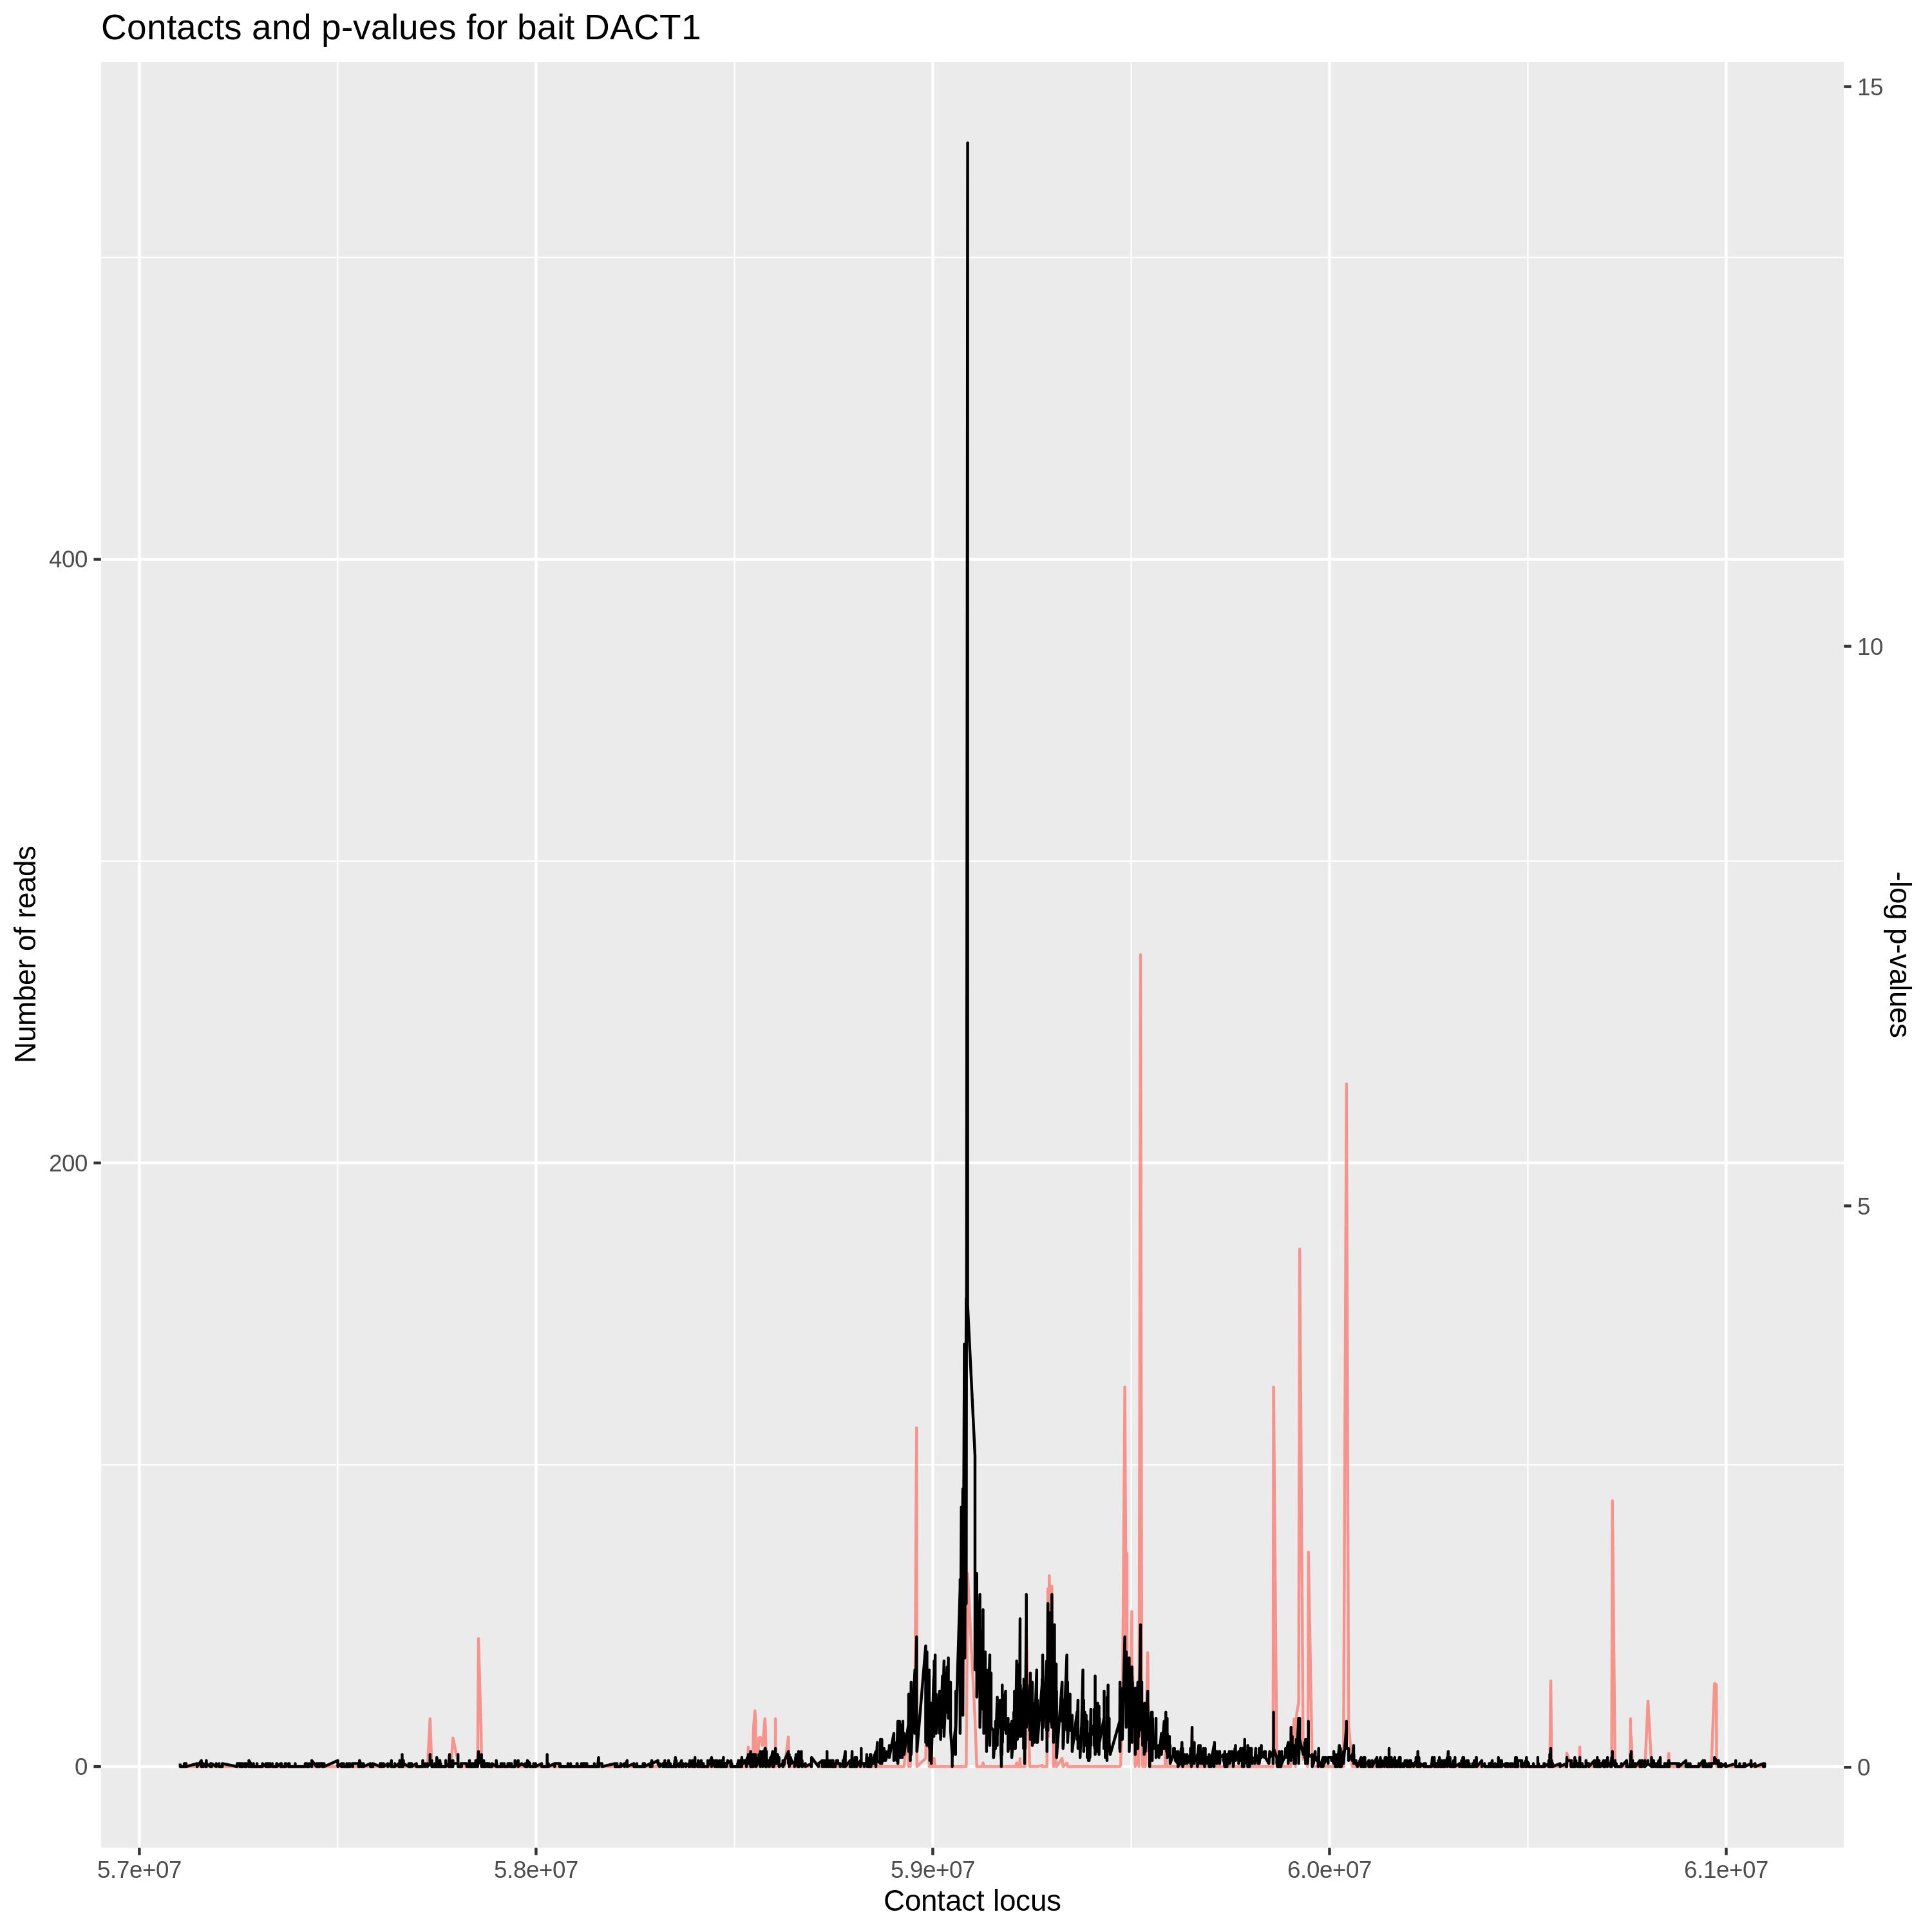 Contacts and p-values for bait DACT1
15
400
10
Number of reads
-log p-values
200
5
0
0
5.7e+07
5.8e+07
5.9e+07
6.0e+07
6.1e+07
Contact locus